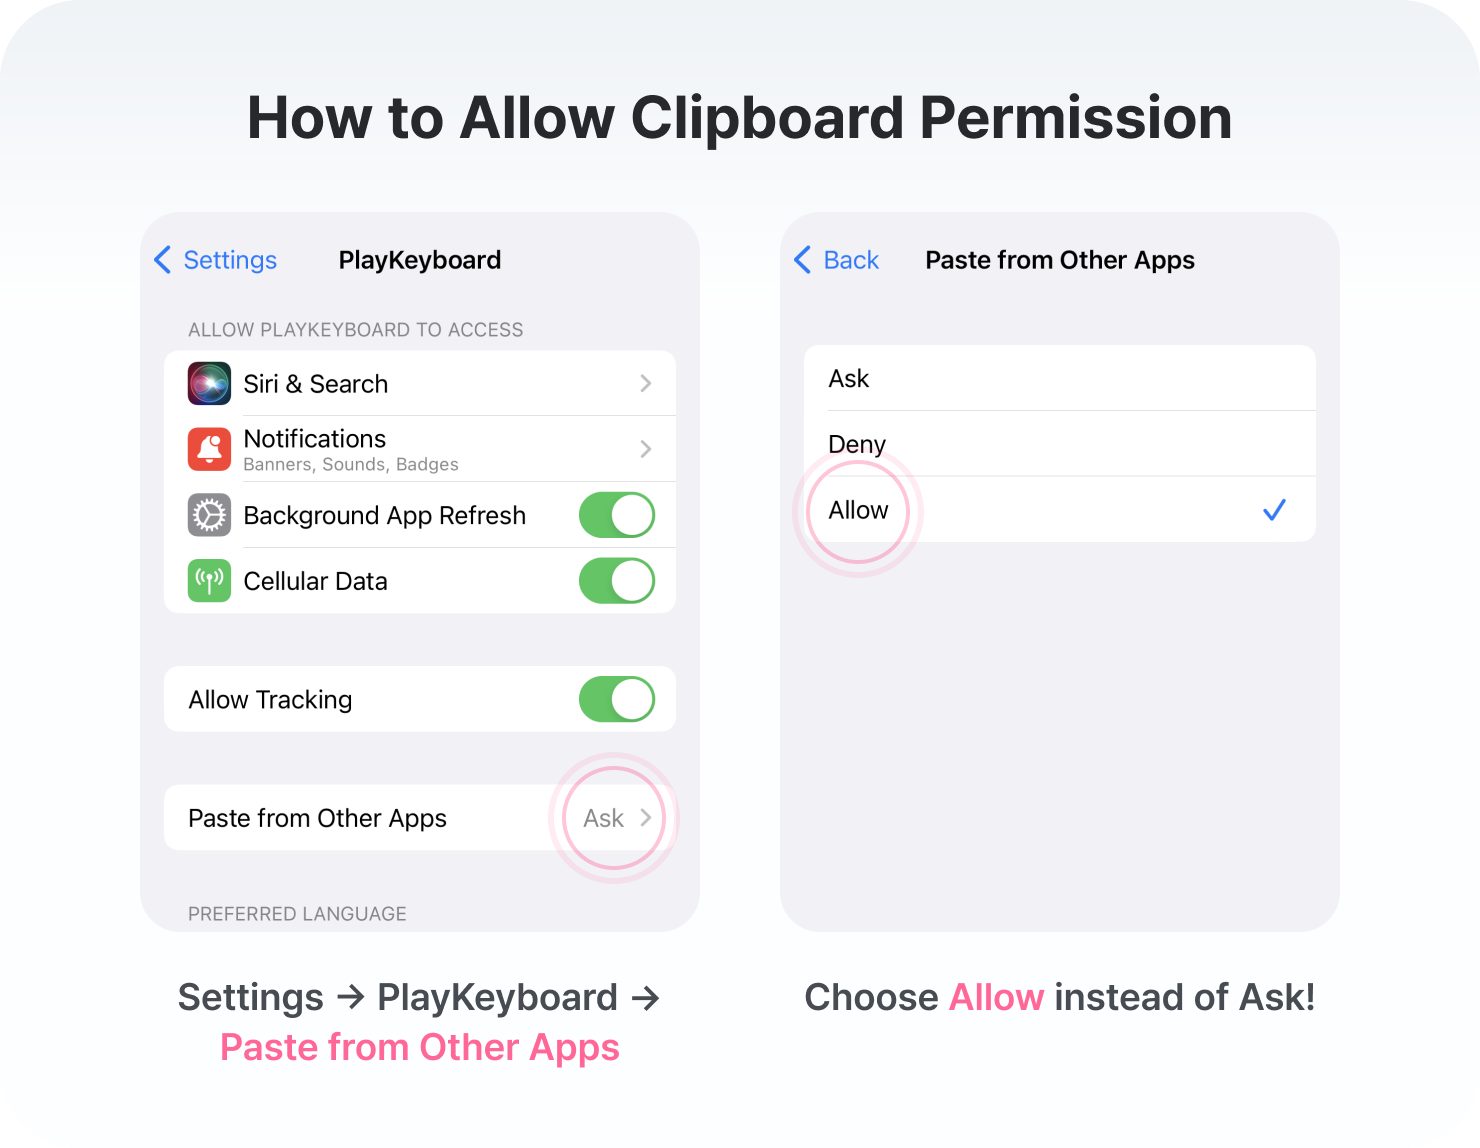 How to Allow Clipboard Permission
Settings
PlayKeyboard
ALLOW PLAYKEYBOARD TO ACCESS
Siri & Search
Notifications
Banners, Sounds, Badges
Background App Refresh
Cellular Data
Allow Tracking
Paste from Other Apps
Ask
PREFERRED LANGUAGE
Settings → PlayKeyboard →
Paste from Other Apps
Back
Paste from Other Apps
Ask
Deny
Allow
Choose Allow instead of Ask!